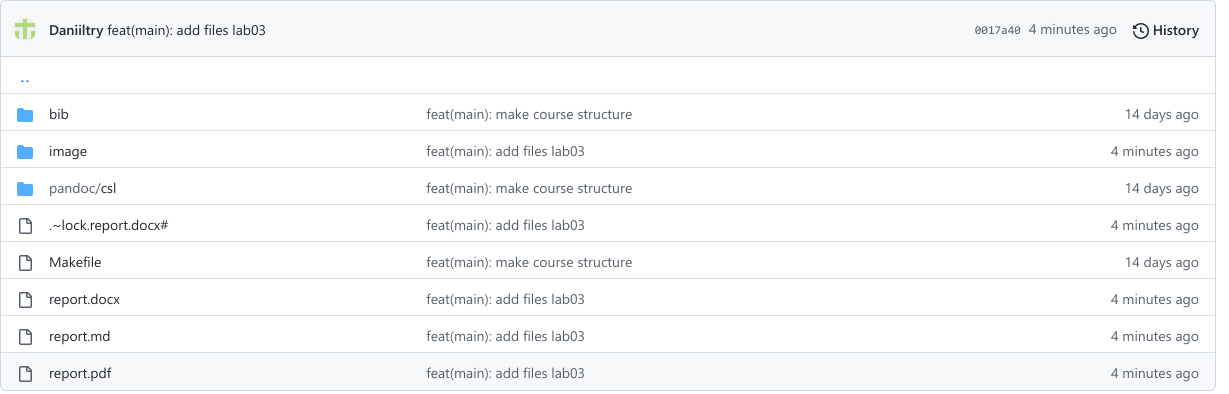 Daniiltry feat(main): add files lab03 0017a40 4 minutes ago History
..
bib feat(main): make course structure 14 days ago
image feat(main): add files lab03 4 minutes ago
pandoc/csl feat(main): make course structure 14 days ago
.~lock.report.docx# feat(main): add files lab03 4 minutes ago
Makefile feat(main): make course structure 14 days ago
report.docx feat(main): add files lab03 4 minutes ago
report.md feat(main): add files lab03 4 minutes ago
report.pdf feat(main): add files lab03 4 minutes ago